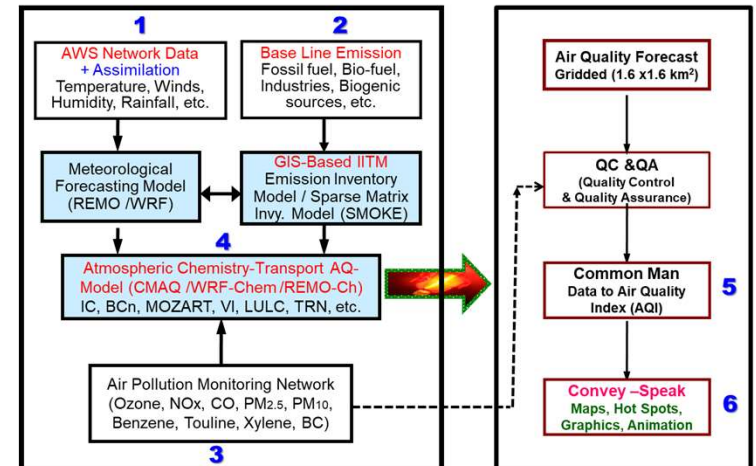 1
AWS Network Data
+ Assimilation
Temperature, Winds,
Humidity, Rainfall, etc.
2
Base Line Emission
Fossil fuel, Bio-fuel,
Industries, Biogenic
sources, etc.
Meteorological
Forecasting Model
(REMO /WRF)
GIS-Based IITM
Emission Inventory
Model / Sparse Matrix
Invy. Model (SMOKE)
4
Atmospheric Chemistry-Transport AQ-
Model (CMAQ /WRF-Chem /REMO-Ch)
IC, BCn, MOZART, VI, LULC, TRN, etc.
Air Pollution Monitoring Network
(Ozone, NOx, CO, PM2.5, PM10,
Benzene, Touline, Xylene, BC)
3
Air Quality Forecast
Gridded (1.6 x1.6 km²)
QC &QA
(Quality Control
& Quality Assurance)
Common Man
Data to Air Quality
Index (AQI)
5
Convey –Speak
Maps, Hot Spots,
Graphics, Animation
6